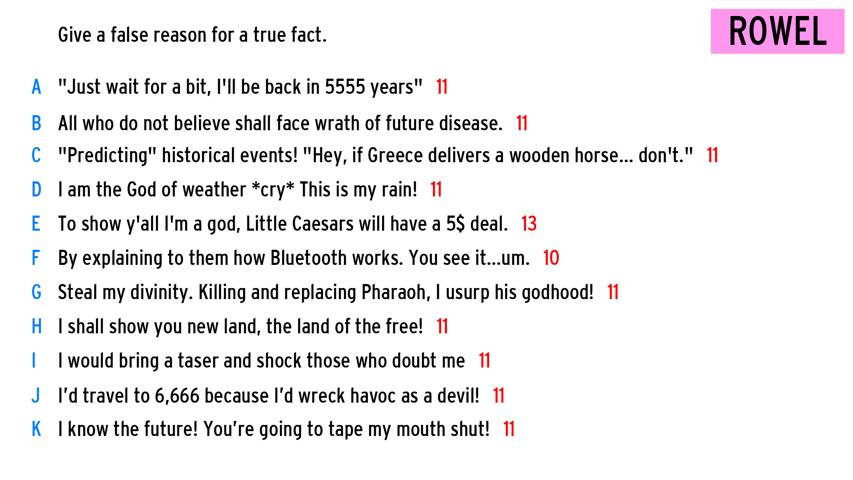 Give a false reason for a true fact.
ROWEL
A "Just wait for a bit, I'll be back in 5555 years" 11
B All who do not believe shall face wrath of future disease. 11
C "Predicting" historical events! "Hey, if Greece delivers a wooden horse... don't." 11
D I am the God of weather *cry* This is my rain! 11
E To show y'all I'm a god, Little Caesars will have a 5$ deal. 13
F By explaining to them how Bluetooth works. You see it...um. 10
G Steal my divinity. Killing and replacing Pharaoh, I usurp his godhood! 11
H I shall show you new land, the land of the free! 11
I I would bring a taser and shock those who doubt me 11
J I’d travel to 6,666 because I’d wreck havoc as a devil! 11
K I know the future! You’re going to tape my mouth shut! 11